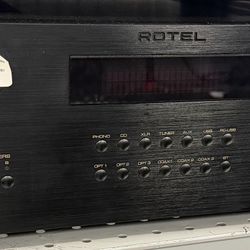 ROTEL
PHONO CD XLR TUNER AUX USB PC-USB
OPT 1 OPT 2 OPT 3 COAX 1 COAX 2 COAX 3 BT
B